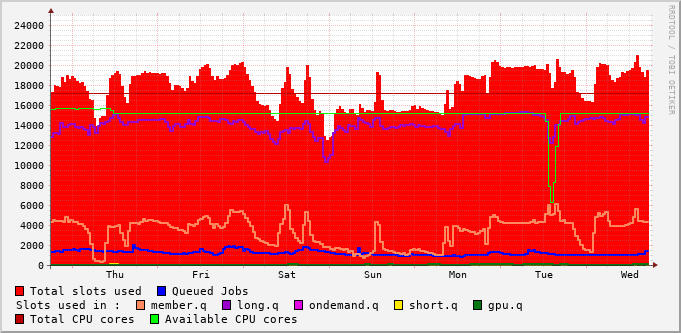 24000
22000
20000
18000
16000
14000
12000
10000
8000
6000
4000
2000
0
Thu Fri Sat Sun Mon Tue Wed
RRDTOOL / TOBI OETIKER
Total slots used Queued Jobs
Slots used in : member.q long.q ondemand.q short.q gpu.q
Total CPU cores Available CPU cores